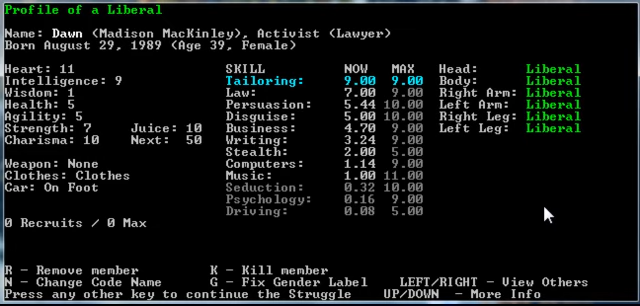 Profile of a Liberal
Name: Dawn (Madison MacKinley), Activist (Lawyer)
Born August 29, 1989 (Age 39, Female)
Heart: 11 SKILL NOW MAX Head: Liberal
Intelligence: 9 Tailoring: 9.00 9.00 Body: Liberal
Wisdom: 1 Law: 7.00 9.00 Right Arm: Liberal
Health: 5 Persuasion: 5.44 10.00 Left Arm: Liberal
Agility: 5 Disguise: 5.00 10.00 Right Leg: Liberal
Strength: 7 Juice: 10 Business: 4.70 9.00 Left Leg: Liberal
Charisma: 10 Next: 50 Writing: 3.24 9.00
Stealth: 2.00 5.00
Weapon: None Computers: 1.14 9.00
Clothes: Clothes Music: 1.00 11.00
Car: On Foot Seduction: 0.32 10.00
Psychology: 0.16 9.00
Driving: 0.08 5.00
0 Recruits / 0 Max
R - Remove member K - Kill member
N - Change Code Name G - Fix Gender Label LEFT/RIGHT - View Others
Press any other key to continue the Struggle UP/DOWN - More Info